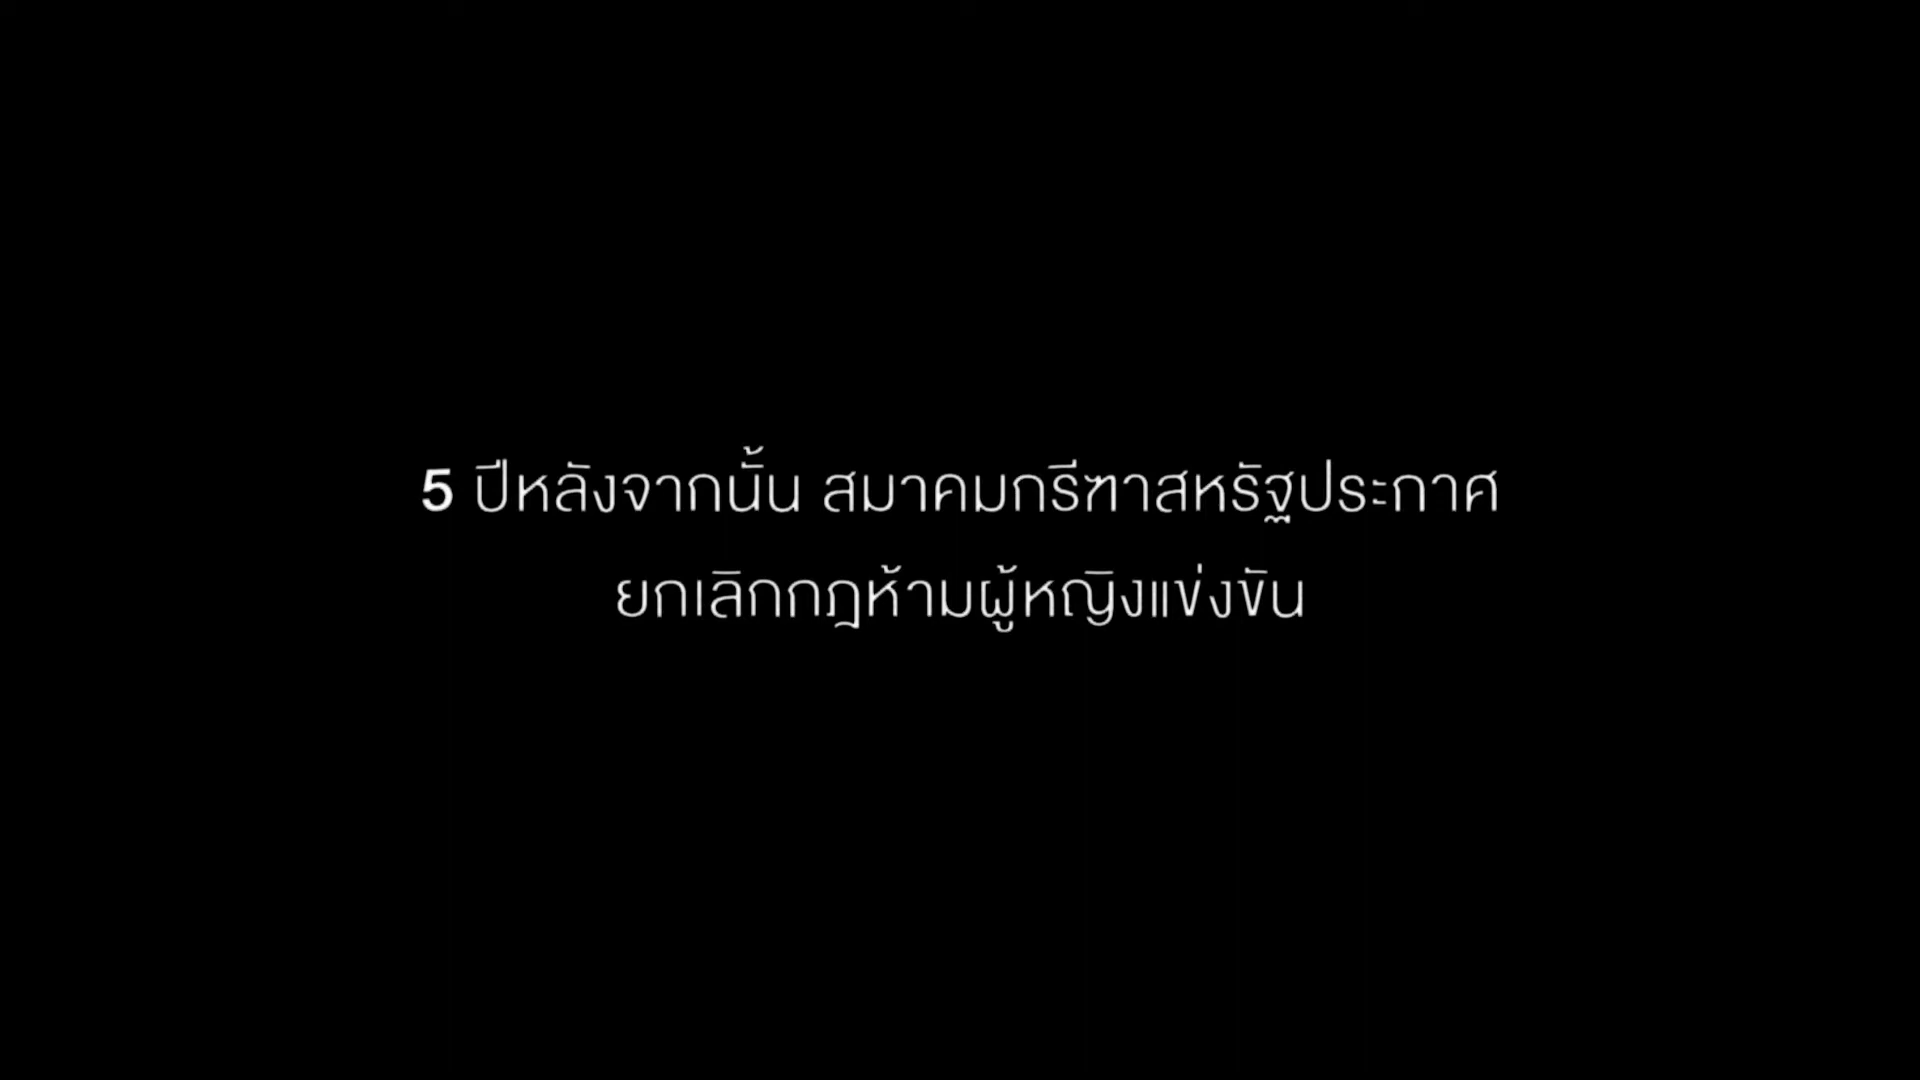 5 ปีหลังจากนั้น สมาคมกรีฑาสหรัฐประกาศ
ยกเลิกกฎห้ามผู้หญิงแข่งขัน